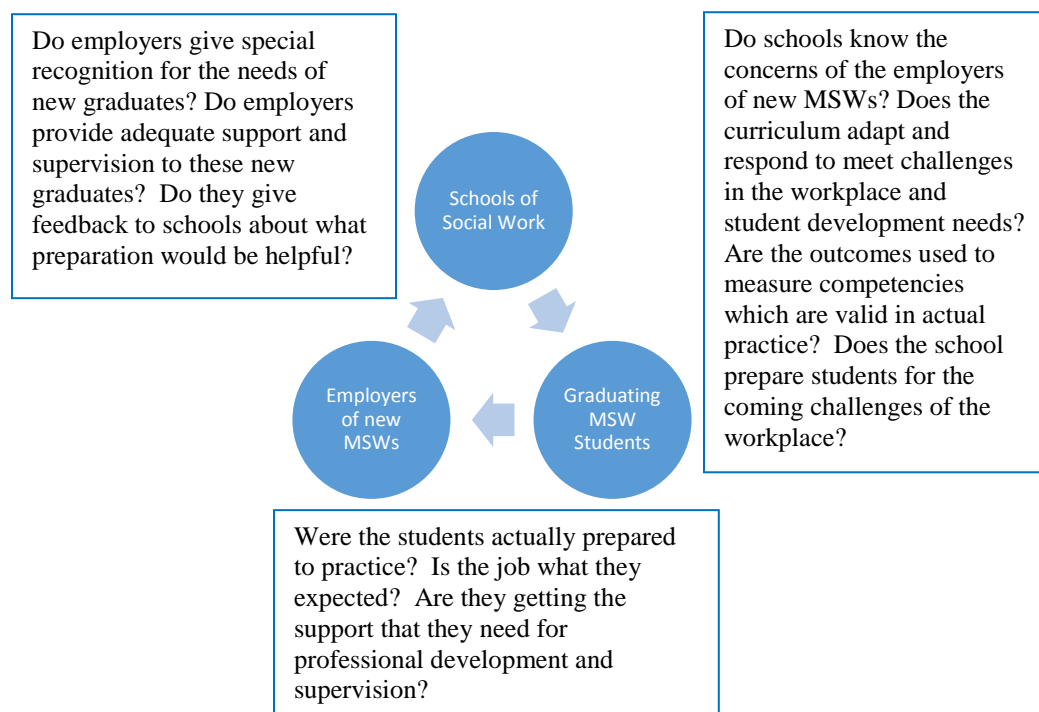 Do employers give special
recognition for the needs of
new graduates? Do employers
provide adequate support and
supervision to these new
graduates?  Do they give
feedback to schools about what
preparation would be helpful?
Schools of
Social Work
Do schools know the
concerns of the employers
of new MSWs? Does the
curriculum adapt and
respond to meet challenges
in the workplace and
student development needs?
Are the outcomes used to
measure competencies
which are valid in actual
practice?  Does the school
prepare students for the
coming challenges of the
workplace?
Employers
of new
MSWs
Graduating
MSW
Students
Were the students actually prepared
to practice?  Is the job what they
expected?  Are they getting the
support that they need for
professional development and
supervision?